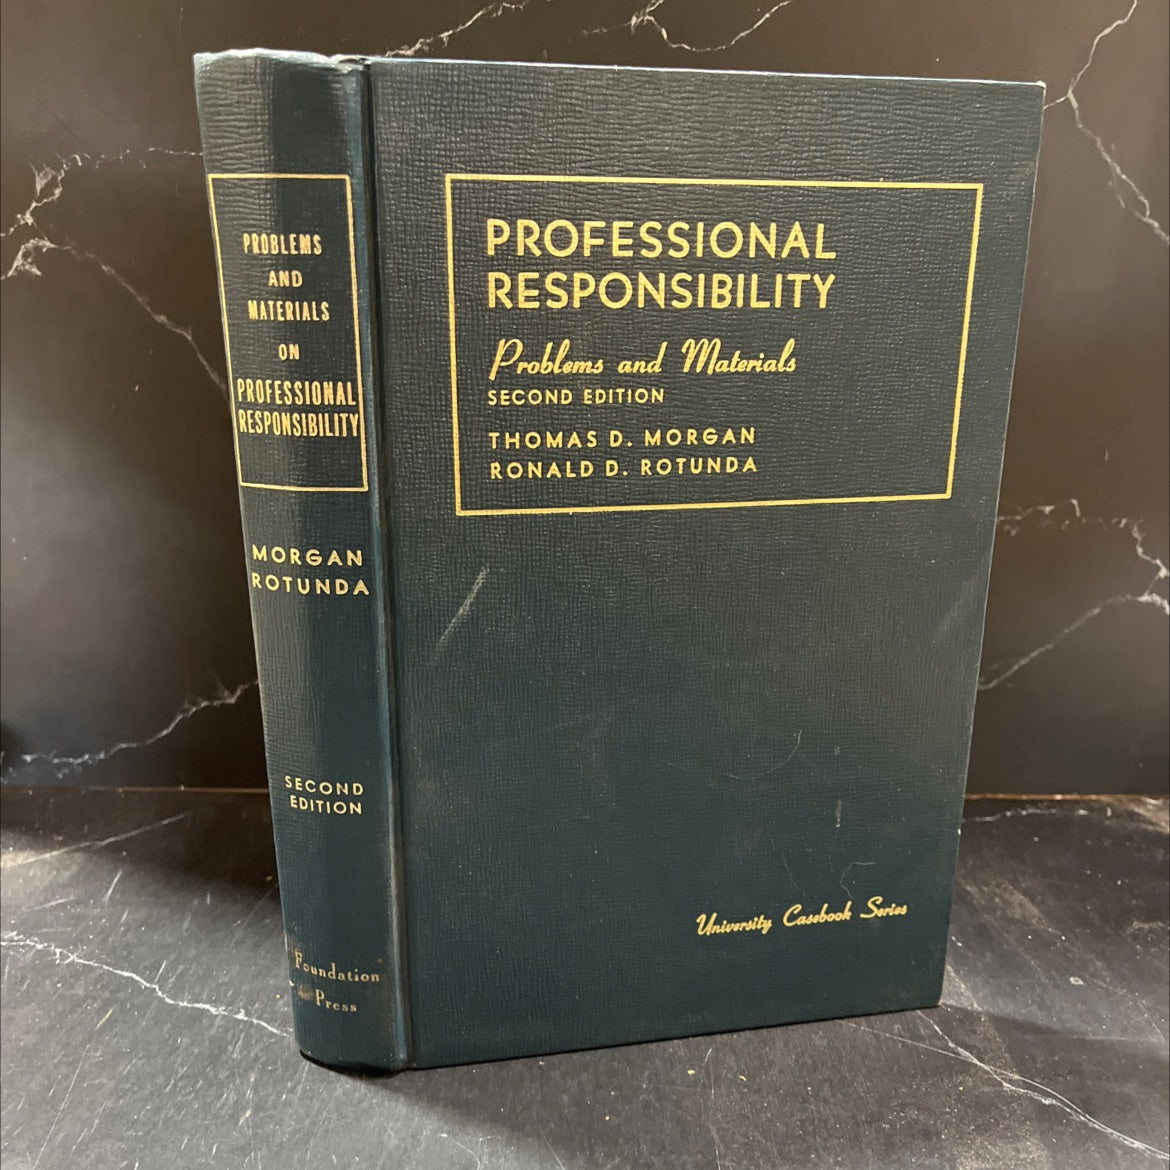 PROBLEMS
AND
MATERIALS
ON
PROFESSIONAL
RESPONSIBILITY
MORGAN
ROTUNDA
SECOND
EDITION
Foundation
Press
PROFESSIONAL
RESPONSIBILITY
Problems and Materials
SECOND EDITION
THOMAS D. MORGAN
RONALD D. ROTUNDA
University Casebook Series